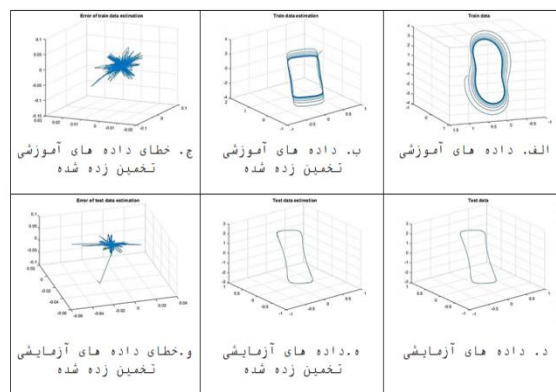 Train data
Train data estimation
Error of train data estimation
الف. داده های آموزشی
ب. داده های آموزشی
تخمین زده شده
ج. خطای داده های آموزشی
تخمین زده شده
Test data
Test data estimation
Error of test data estimation
د. داده های آزمایشی
ه.داده های آزمایشی
تخمین زده شده
و.خطای داده های آزمایشی
تخمین زده شده